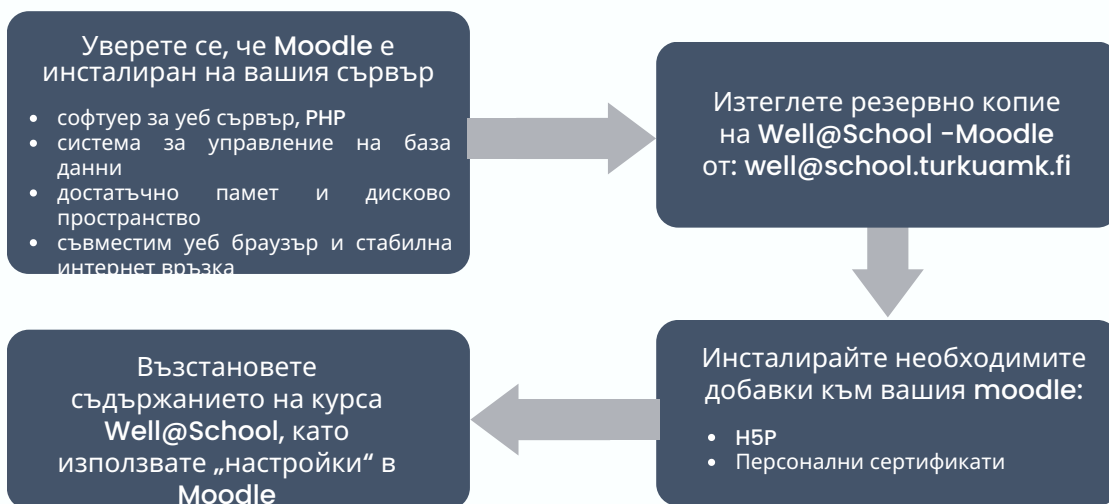 Уверете се, че Moodle е
инсталиран на вашия сървър
• софтуер за уеб сървър, PHP
• система за управление на база
данни
• достатъчно памет и дисково
пространство
• съвместим уеб браузър и стабилна
интернет връзка
Изтеглете резервно копие
на Well@School -Moodle
от: well@school.turkuamk.fi
Инсталирайте необходимите
добавки към вашия moodle:
• H5P
• Персонални сертификати
Възстановете
съдържанието на курса
Well@School, като
използвате „настройки“ в
Moodle